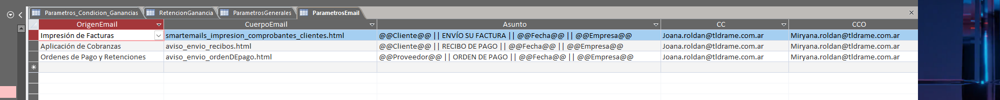 Parametros_Condicion_Ganancias RetencionGanancia ParametrosGenerales ParametrosEmail
OrigenEmail CuerpoEmail Asunto CC CCO
Impresión de Facturas smartemails_impresion_comprobantes_clientes.html @@Cliente@@ || ENVÍO SU FACTURA || @@Fecha@@ || @@Empresa@@ Joana.roldan@tldrame.com.ar Miryana.roldan@tldrame.com.ar
Aplicación de Cobranzas aviso_envio_recibos.html @@Cliente@@ || RECIBO DE PAGO || @@Fecha@@ || @@Empresa@@ Joana.roldan@tldrame.com.ar Miryana.roldan@tldrame.com.ar
Ordenes de Pago y Retenciones aviso_envio_ordenDEpago.html @@Proveedor@@ || ORDEN DE PAGO || @@Fecha@@ || @@Empresa@@ Joana.roldan@tldrame.com.ar Miryana.roldan@tldrame.com.ar